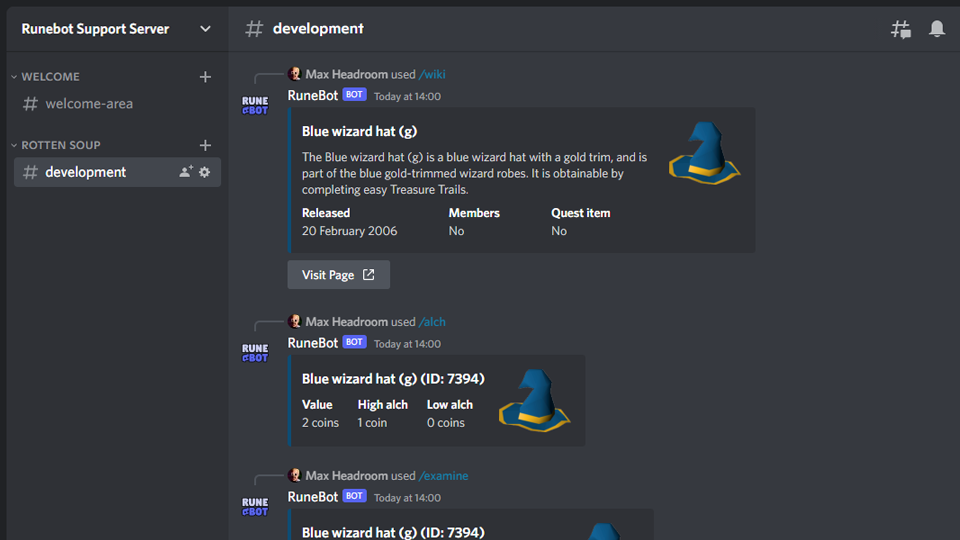 Runebot Support Server
# development
WELCOME
# welcome-area
ROTTEN SOUP
# development
Max Headroom used /wiki
RUNE
BOT
RuneBot BOT Today at 14:00
Blue wizard hat (g)
The Blue wizard hat (g) is a blue wizard hat with a gold trim, and is
part of the blue gold-trimmed wizard robes. It is obtainable by
completing easy Treasure Trails.
Released Members Quest item
20 February 2006 No No
Visit Page
Max Headroom used /alch
RUNE
BOT
RuneBot BOT Today at 14:00
Blue wizard hat (g) (ID: 7394)
Value High alch Low alch
2 coins 1 coin 0 coins
Max Headroom used /examine
RUNE
BOT
RuneBot BOT Today at 14:00
Blue wizard hat (g) (ID: 7394)